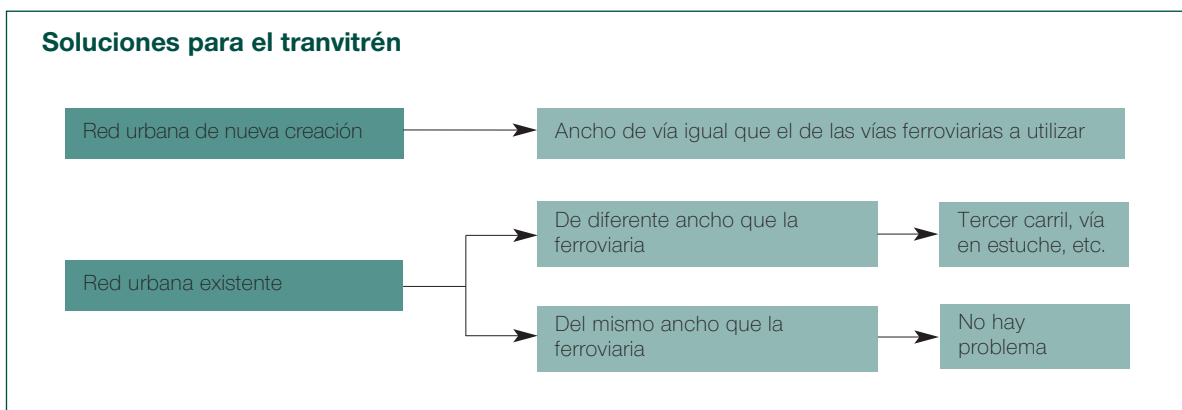 Soluciones para el tranvitrén
Red urbana de nueva creación
Ancho de vía igual que el de las vías ferroviarias a utilizar
De diferente ancho que la
ferroviaria
Tercer carril, vía
en estuche, etc.
Red urbana existente
Del mismo ancho que la
ferroviaria
No hay
problema